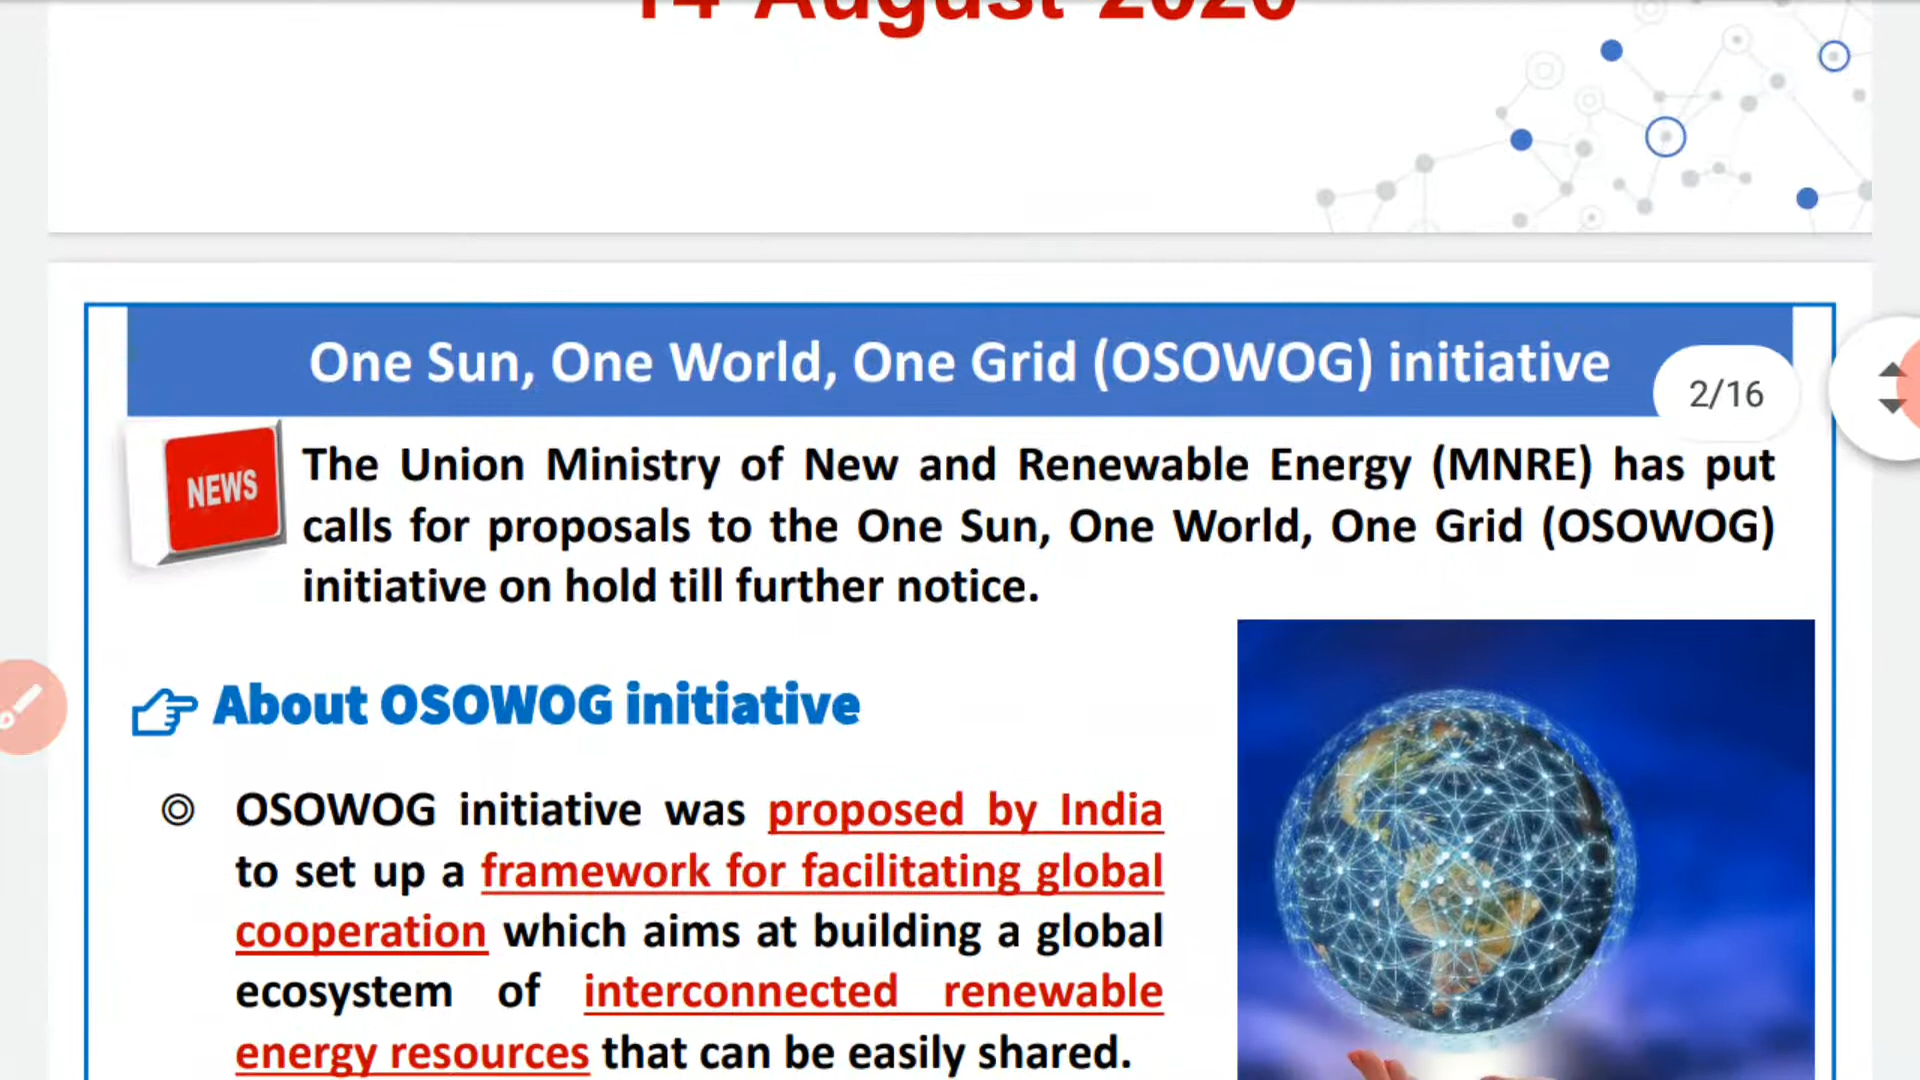 14 August 2020
One Sun, One World, One Grid (OSOWOG) initiative
2/16
NEWS
The Union Ministry of New and Renewable Energy (MNRE) has put
calls for proposals to the One Sun, One World, One Grid (OSOWOG)
initiative on hold till further notice.
About OSOWOG initiative
OSOWOG initiative was proposed by India
to set up a framework for facilitating global
cooperation which aims at building a global
ecosystem of interconnected renewable
energy resources that can be easily shared.